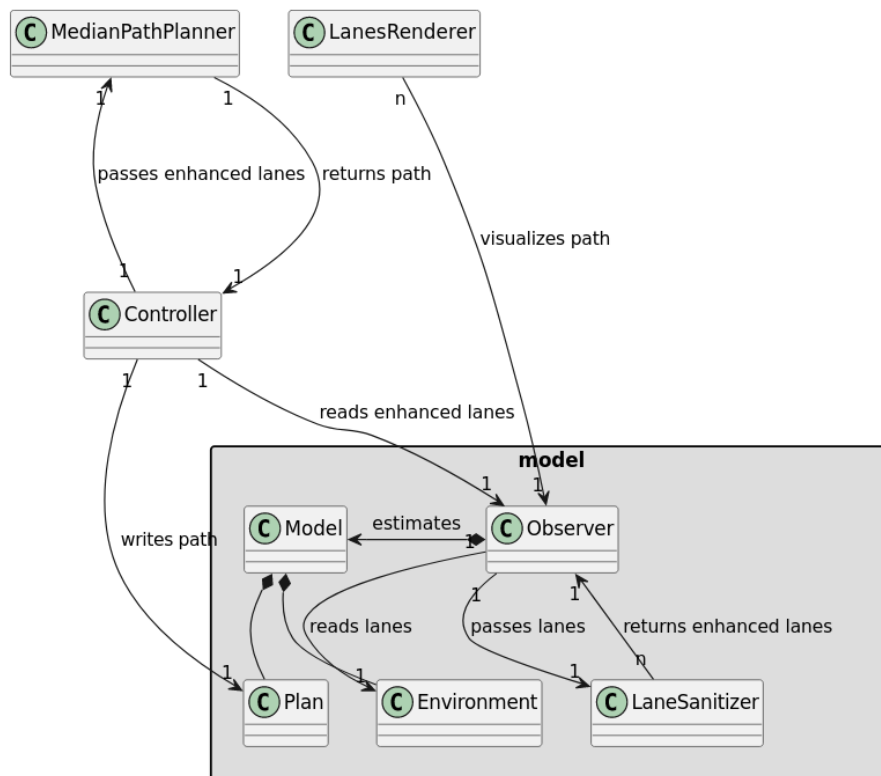 C MedianPathPlanner
C LanesRenderer
1
1
n
passes enhanced lanes
returns path
visualizes path
1
1
C Controller
1
1
reads enhanced lanes
model
1
1
C Model
estimates
1
C Observer
writes path
1
1
reads lanes
passes lanes
returns enhanced lanes
1
1
1
n
C Plan
C Environment
C LaneSanitizer